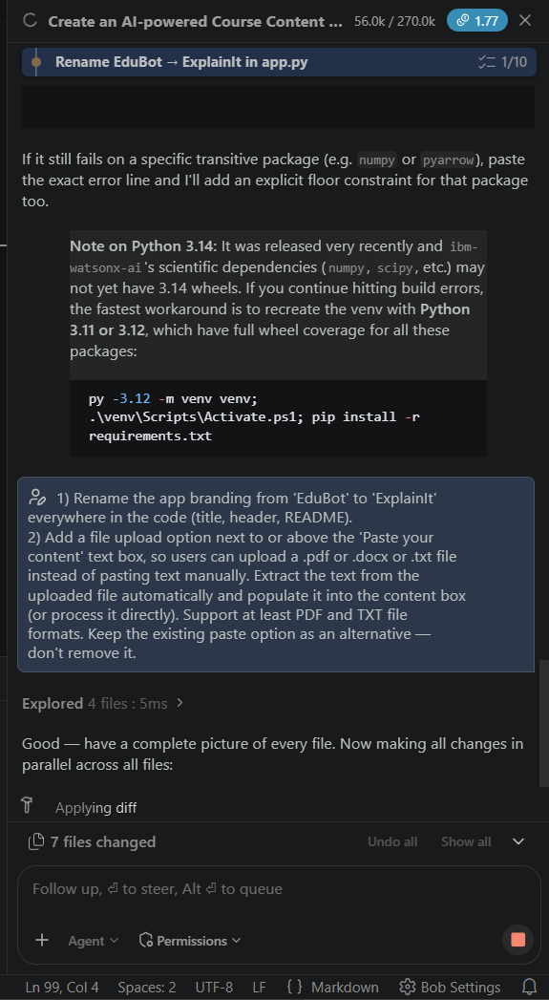 Create an AI-powered Course Content ... 56.0k / 270.0k 1.77
Rename EduBot → ExplainIt in app.py 1/10
If it still fails on a specific transitive package (e.g. numpy or pyarrow), paste
the exact error line and I'll add an explicit floor constraint for that package
too.
Note on Python 3.14: It was released very recently and ibm-
watsonx-ai's scientific dependencies (numpy, scipy, etc.) may
not yet have 3.14 wheels. If you continue hitting build errors,
the fastest workaround is to recreate the venv with Python
3.11 or 3.12, which have full wheel coverage for all these
packages:
py -3.12 -m venv venv;
.\venv\Scripts\Activate.ps1; pip install -r
requirements.txt
1) Rename the app branding from 'EduBot' to 'ExplainIt'
everywhere in the code (title, header, README).
2) Add a file upload option next to or above the 'Paste your
content' text box, so users can upload a .pdf or .docx or .txt file
instead of pasting text manually. Extract the text from the
uploaded file automatically and populate it into the content box
(or process it directly). Support at least PDF and TXT file
formats. Keep the existing paste option as an alternative —
don't remove it.
Explored 4 files : 5ms
Good — have a complete picture of every file. Now making all changes in
parallel across all files:
Applying diff
7 files changed Undo all Show all
Follow up, ⏎ to steer, Alt ⏎ to queue
Agent Permissions
Ln 99, Col 4 Spaces: 2 UTF-8 LF { } Markdown Bob Settings